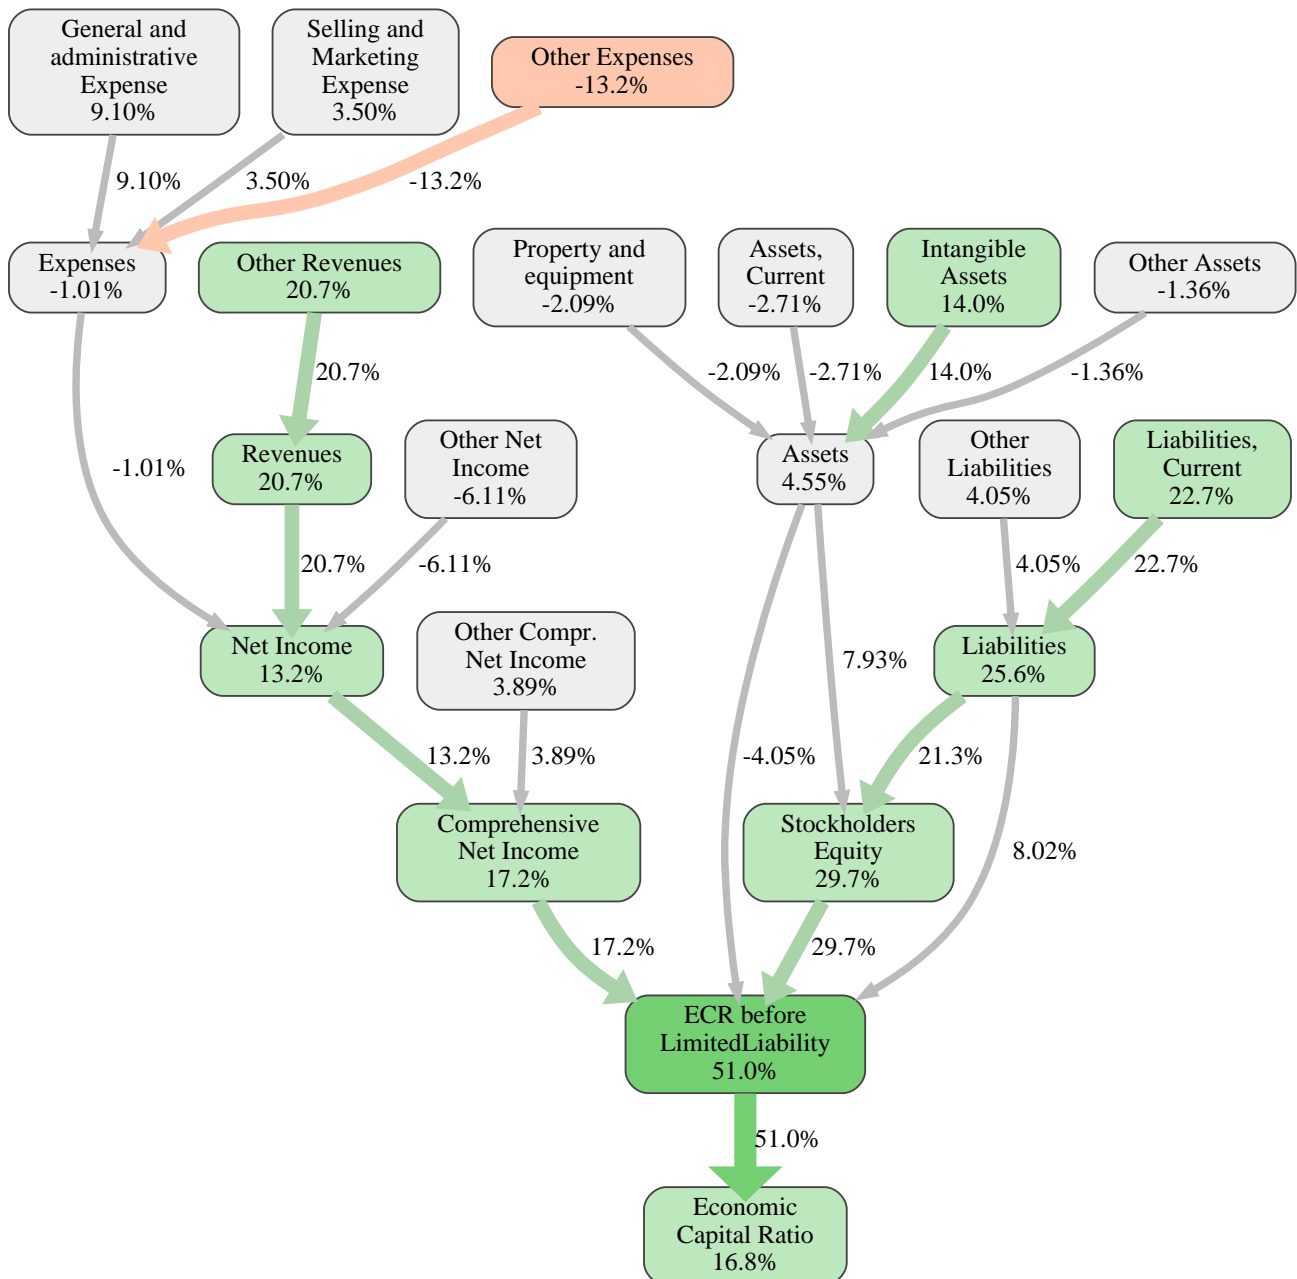 General and
administrative
Expense
9.10%
Selling and
Marketing
Expense
3.50%
Other Expenses
-13.2%
9.10%
3.50%
-13.2%
Expenses
-1.01%
Other Revenues
20.7%
Property and
equipment
-2.09%
Assets,
Current
-2.71%
Intangible
Assets
14.0%
Other Assets
-1.36%
20.7%
-2.09%
-2.71%
14.0%
-1.36%
-1.01%
Revenues
20.7%
Other Net
Income
-6.11%
Assets
4.55%
Other
Liabilities
4.05%
Liabilities,
Current
22.7%
20.7%
-6.11%
4.05%
22.7%
Net Income
13.2%
Other Compr.
Net Income
3.89%
7.93%
Liabilities
25.6%
13.2%
3.89%
-4.05%
21.3%
Comprehensive
Net Income
17.2%
Stockholders
Equity
29.7%
8.02%
17.2%
29.7%
ECR before
LimitedLiability
51.0%
51.0%
Economic
Capital Ratio
16.8%